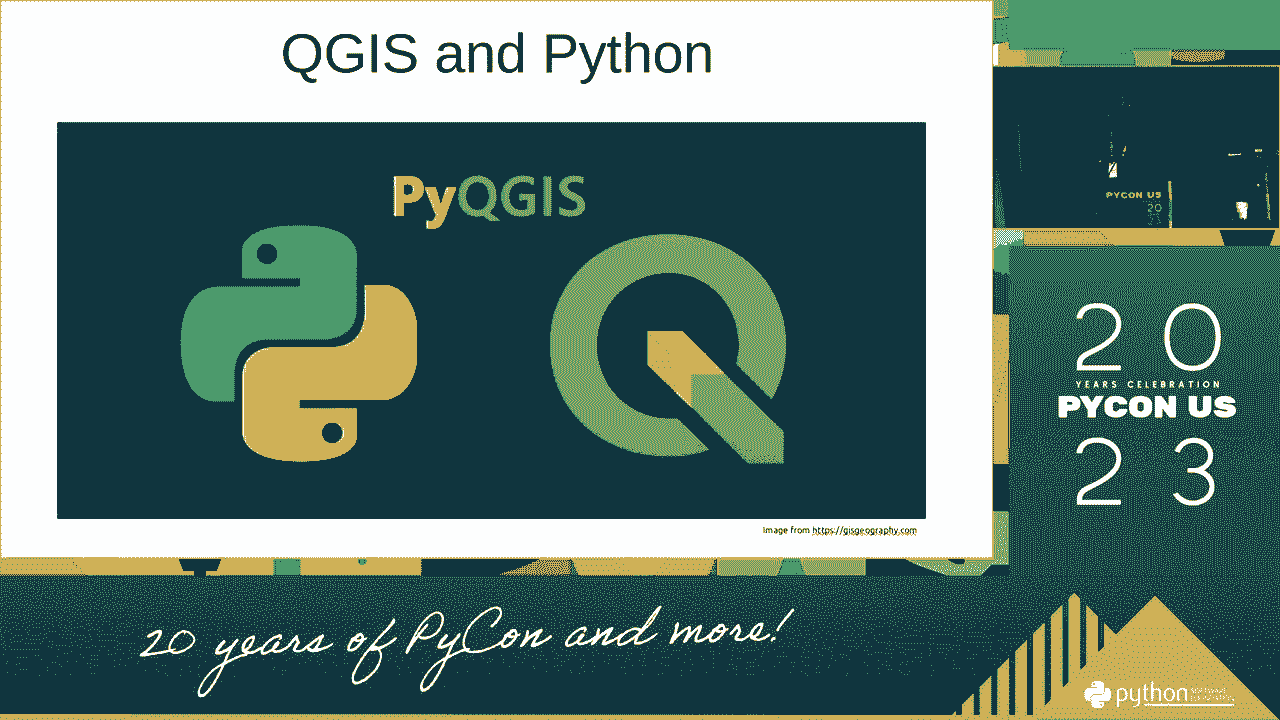 QGIS and Python
PyQGIS
Image from https://gisgeography.com
PYCON US
20
20
YEARS CELEBRATION
PYCON US
23
20 years of PyCon and more!
python